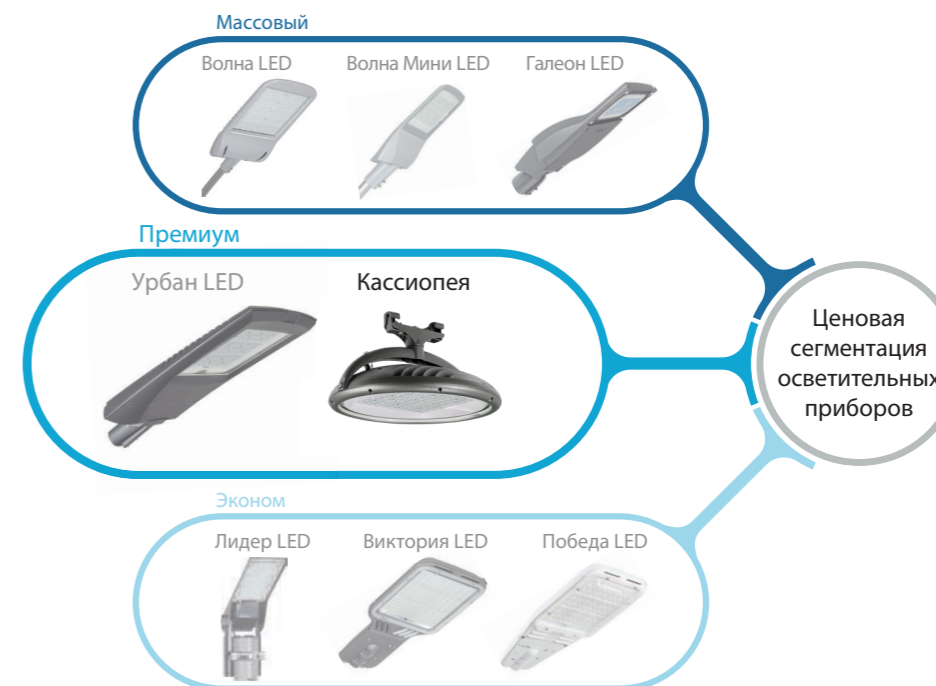 Массовый
Волна LED
Волна Мини LED
Галеон LED
Премиум
Урбан LED
Кассиопея
Ценовая
сегментация
осветительных
приборов
Эконом
Лидер LED
Виктория LED
Победа LED